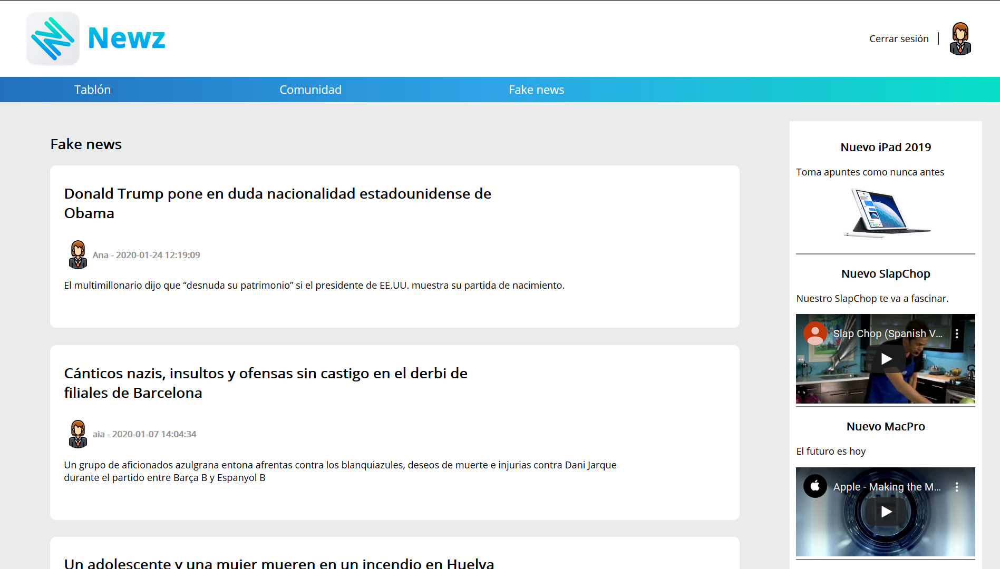 Newz
Cerrar sesión
Tablón
Comunidad
Fake news
Fake news
Donald Trump pone en duda nacionalidad estadounidense de
Obama
Ana - 2020-01-24 12:19:09
El multimillonario dijo que “desnuda su patrimonio” si el presidente de EE.UU. muestra su partida de nacimiento.
Cánticos nazis, insultos y ofensas sin castigo en el derbi de
filiales de Barcelona
aia - 2020-01-07 14:04:34
Un grupo de aficionados azulgrana entona afrentas contra los blanquiazules, deseos de muerte e injurias contra Dani Jarque
durante el partido entre Barça B y Espanyol B
Un adolescente y una mujer mueren en un incendio en Huelva
Nuevo iPad 2019
Toma apuntes como nunca antes
Nuevo SlapChop
Nuestro SlapChop te va a fascinar.
Slap Chop (Spanish V...
Nuevo MacPro
El futuro es hoy
Apple - Making the M...